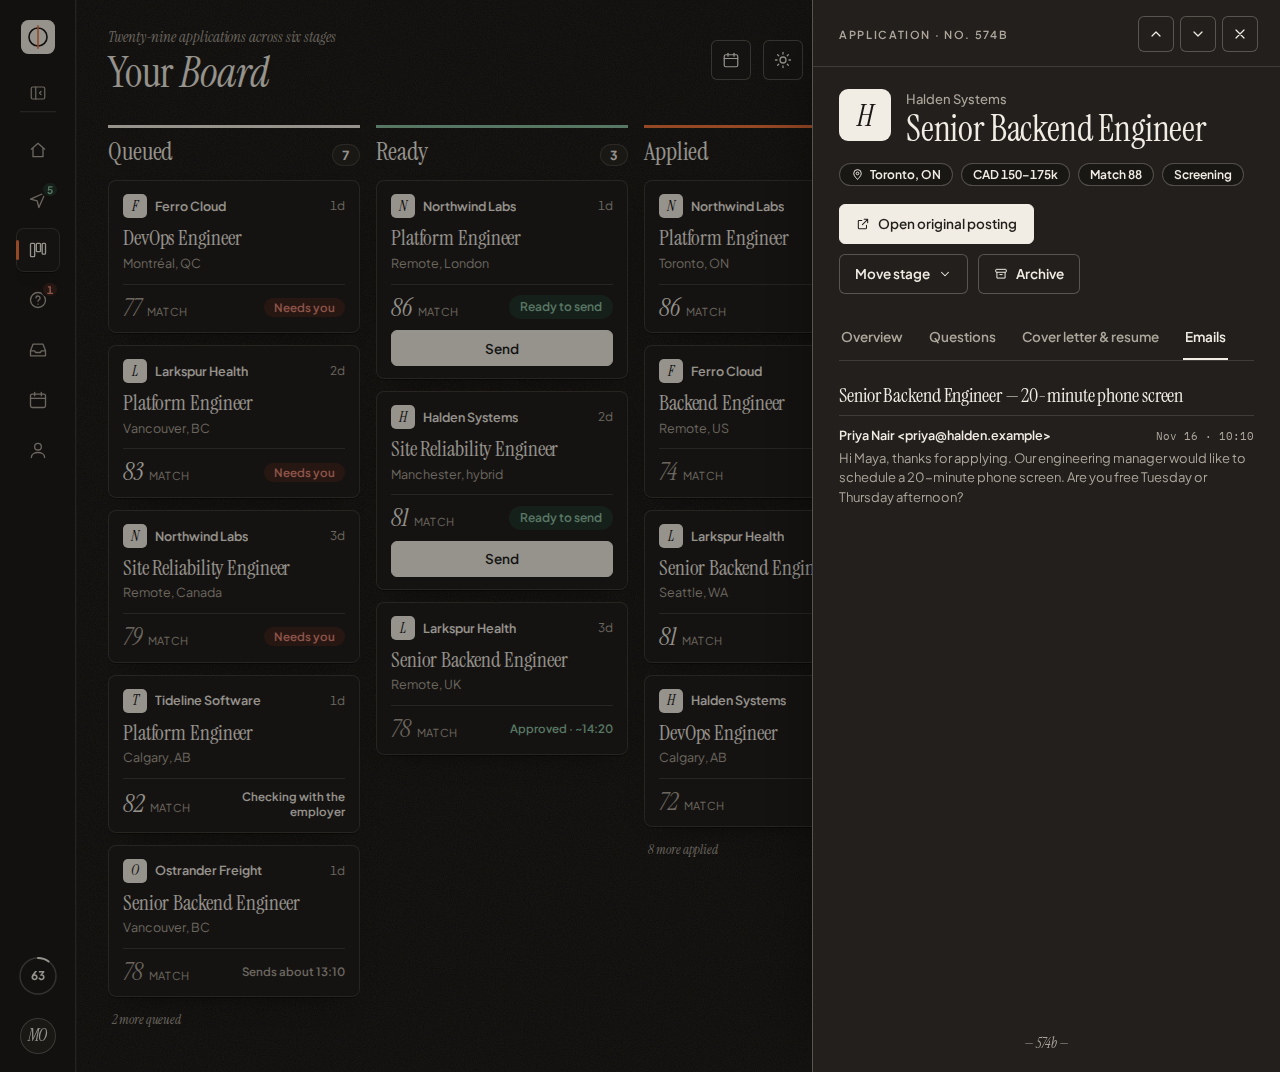 5
1
63
MO
Twenty-nine applications across six stages
Your Board
Queued
7
F
Ferro Cloud
1d
DevOps Engineer
Montréal, QC
77 MATCH
Needs you
L
Larkspur Health
2d
Platform Engineer
Vancouver, BC
83 MATCH
Needs you
N
Northwind Labs
3d
Site Reliability Engineer
Remote, Canada
79 MATCH
Needs you
T
Tideline Software
1d
Platform Engineer
Calgary, AB
82 MATCH
Checking with the
employer
O
Ostrander Freight
1d
Senior Backend Engineer
Vancouver, BC
78 MATCH
Sends about 13:10
2 more queued
Ready
3
N
Northwind Labs
1d
Platform Engineer
Remote, London
86 MATCH
Ready to send
Send
H
Halden Systems
2d
Site Reliability Engineer
Manchester, hybrid
81 MATCH
Ready to send
Send
L
Larkspur Health
3d
Senior Backend Engineer
Remote, UK
78 MATCH
Approved · ~14:20
Applied
N
Northwind Labs
Platform Engineer
Toronto, ON
86 MATCH
F
Ferro Cloud
Backend Engineer
Remote, US
74 MATCH
L
Larkspur Health
Senior Backend Engin
Seattle, WA
81 MATCH
H
Halden Systems
DevOps Engineer
Calgary, AB
72 MATCH
8 more applied
APPLICATION · NO. 574B
H
Halden Systems
Senior Backend Engineer
Toronto, ON
CAD 150–175k
Match 88
Screening
Open original posting
Move stage
Archive
Overview
Questions
Cover letter & resume
Emails
Senior Backend Engineer — 20-minute phone screen
Priya Nair <priya@halden.example>
Nov 16 · 10:10
Hi Maya, thanks for applying. Our engineering manager would like to
schedule a 20-minute phone screen. Are you free Tuesday or
Thursday afternoon?
— 574b —